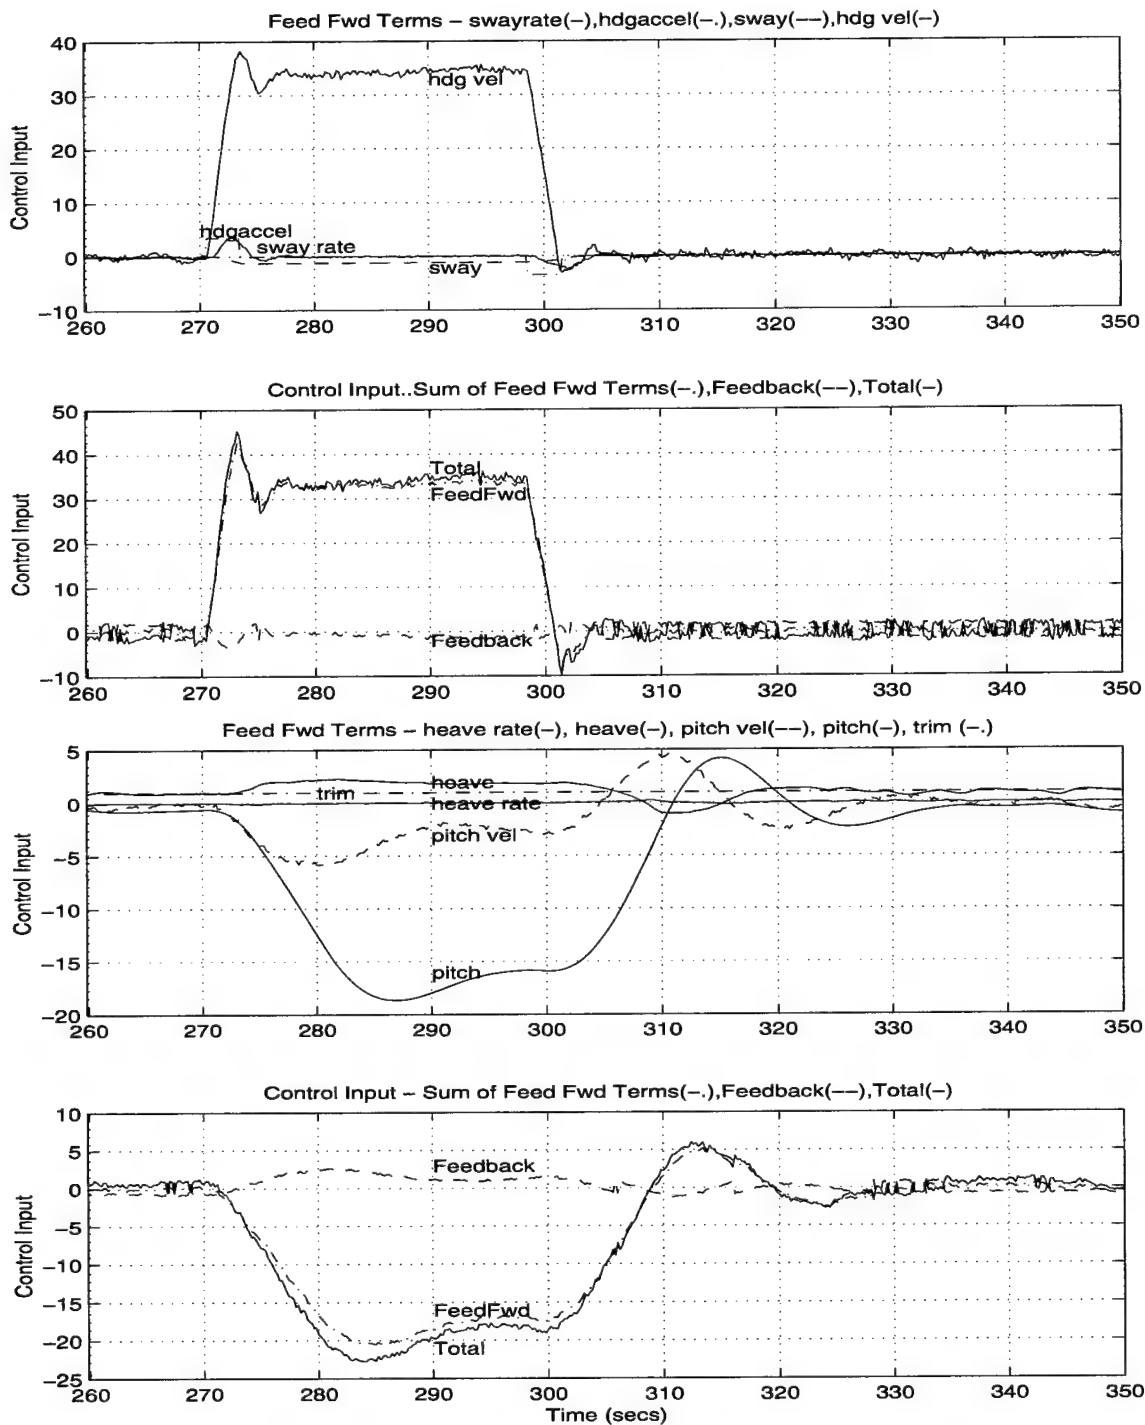 Feed Fwd Terms – swayrate(–),hdgaccel(–.),sway(––),hdg vel(–)
40
30
20
10
0
−10
Control Input
hdg vel
hdgaccel
sway rate
sway
260 270 280 290 300 310 320 330 340 350
Control Input..Sum of Feed Fwd Terms(–.),Feedback(––),Total(–)
50
40
30
20
10
0
−10
Control Input
Total
FeedFwd
Feedback
260 270 280 290 300 310 320 330 340 350
Feed Fwd Terms – heave rate(–), heave(–), pitch vel(––), pitch(–), trim (–.)
5
0
−5
−10
−15
−20
Control Input
heave
trim
heave rate
pitch vel
pitch
260 270 280 290 300 310 320 330 340 350
Control Input – Sum of Feed Fwd Terms(–.),Feedback(––),Total(–)
10
5
0
−5
−10
−15
−20
−25
Control Input
Feedback
FeedFwd
Total
260 270 280 290 300 310 320 330 340 350
Time (secs)